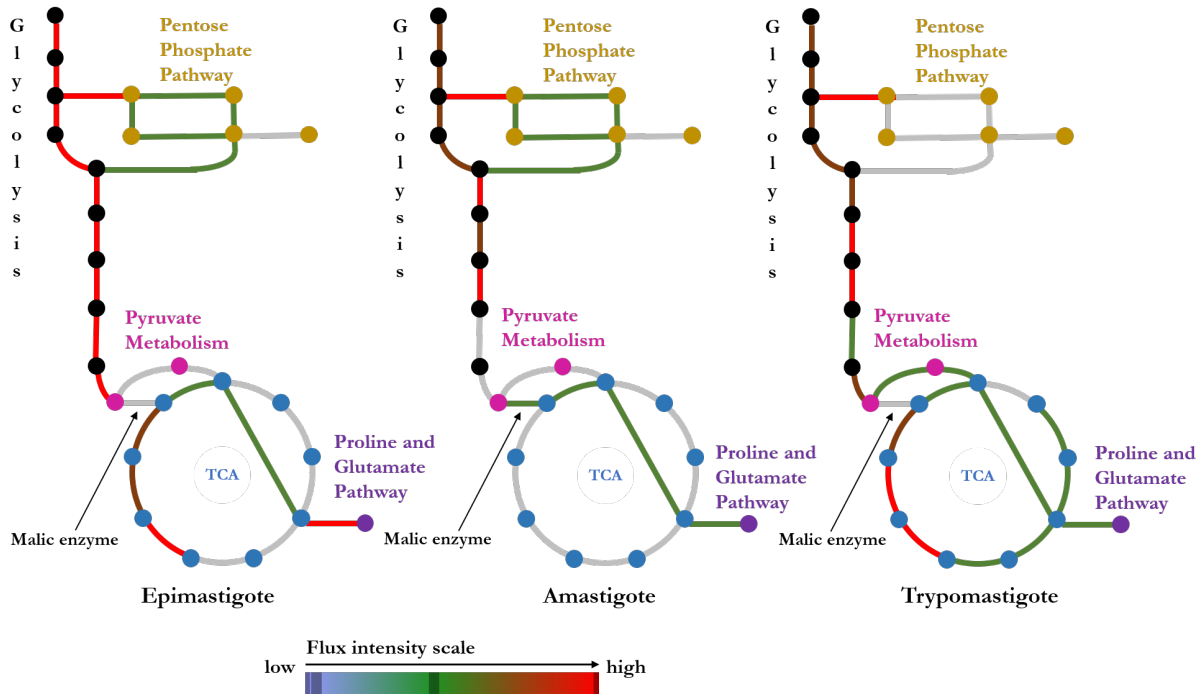 G
l
y
c
o
l
y
s
i
s
Pentose
Phosphate
Pathway
Pyruvate
Metabolism
TCA
Proline and
Glutamate
Pathway
Malic enzyme
Epimastigote
G
l
y
c
o
l
y
s
i
s
Pentose
Phosphate
Pathway
Pyruvate
Metabolism
TCA
Proline and
Glutamate
Pathway
Malic enzyme
Amastigote
G
l
y
c
o
l
y
s
i
s
Pentose
Phosphate
Pathway
Pyruvate
Metabolism
TCA
Proline and
Glutamate
Pathway
Malic enzyme
Trypomastigote
Flux intensity scale
low
high